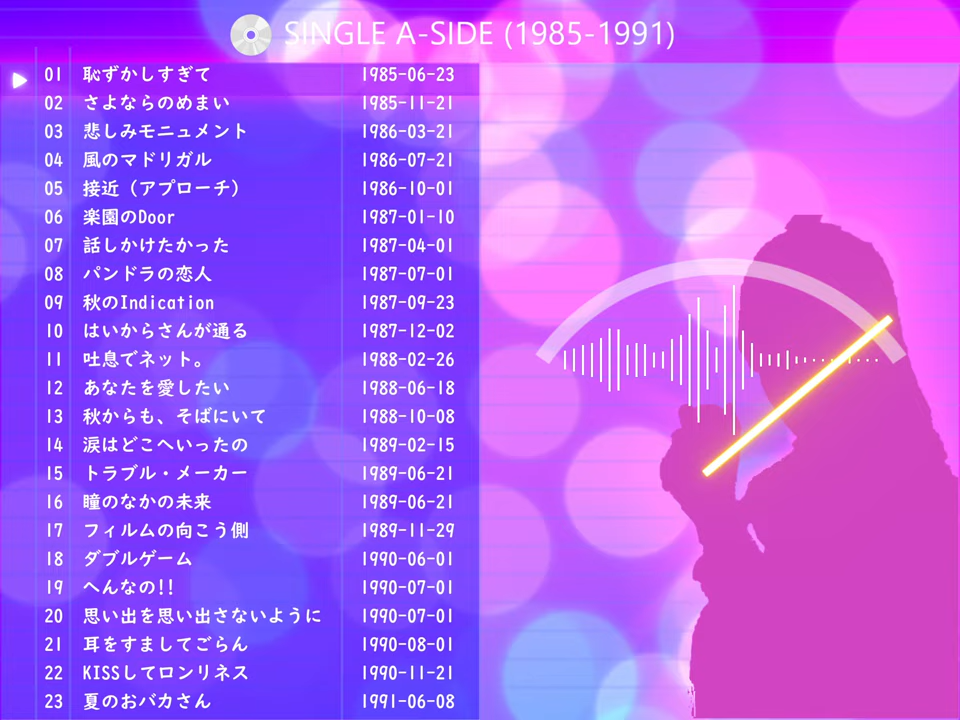 SINGLE A-SIDE (1985-1991)
01 恥ずかしすぎて 1985-06-23
02 さよならのめまい 1985-11-21
03 悲しみモニュメント 1986-03-21
04 風のマドリガル 1986-07-21
05 接近（アプローチ） 1986-10-01
06 楽園のDoor 1987-01-10
07 話しかけたかった 1987-04-01
08 パンドラの恋人 1987-07-01
09 秋のIndication 1987-09-23
10 はいからさんが通る 1987-12-02
11 吐息でネット。 1988-02-26
12 あなたを愛したい 1988-06-18
13 秋からも、そばにいて 1988-10-08
14 涙はどこへいったの 1989-02-15
15 トラブル・メーカー 1989-06-21
16 瞳のなかの未来 1989-06-21
17 フィルムの向こう側 1989-11-29
18 ダブルゲーム 1990-06-01
19 へんなの!! 1990-07-01
20 思い出を思い出さないように 1990-07-01
21 耳をすましてごらん 1990-08-01
22 KISSしてロンリネス 1990-11-21
23 夏のおバカさん 1991-06-08